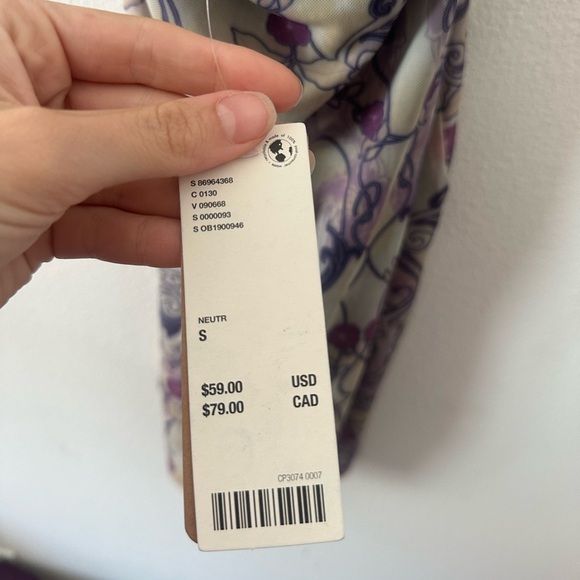 S 86964368
C 0130
V 090668
S 0000093
S OB1900946
NEUTR
S
$59.00 USD
$79.00 CAD
CP3074 0007